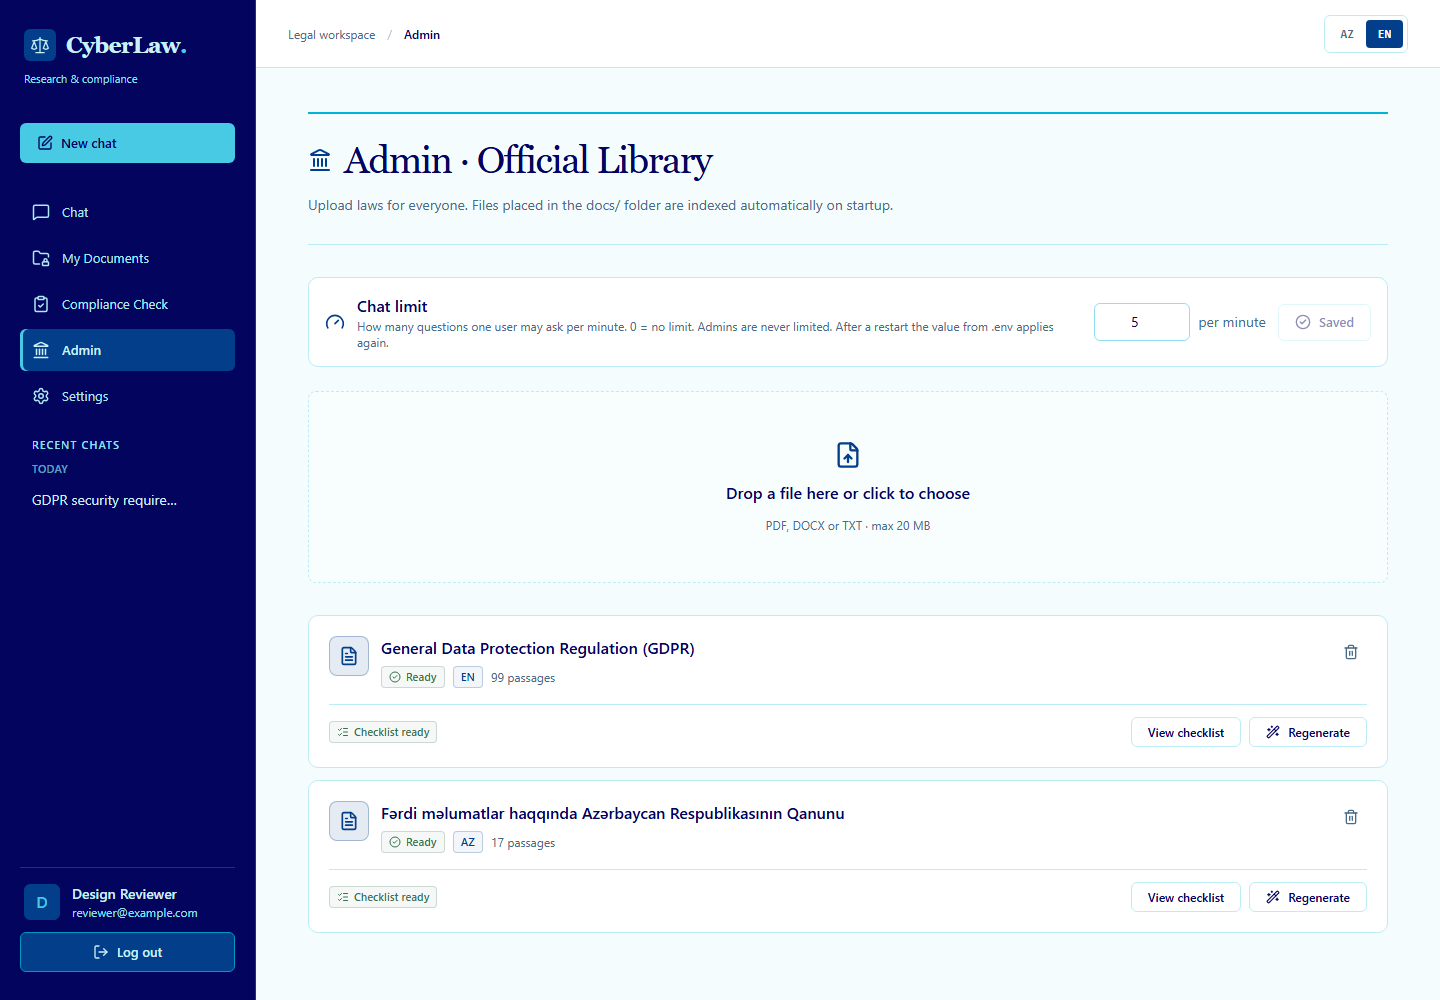 CyberLaw.
Research & compliance
New chat
Chat
My Documents
Compliance Check
Admin
Settings
RECENT CHATS
TODAY
GDPR security require...
D
Design Reviewer
reviewer@example.com
Log out
Legal workspace / Admin
AZ EN
Admin · Official Library
Upload laws for everyone. Files placed in the docs/ folder are indexed automatically on startup.
Chat limit
How many questions one user may ask per minute. 0 = no limit. Admins are never limited. After a restart the value from .env applies
again.
5 per minute Saved
Drop a file here or click to choose
PDF, DOCX or TXT · max 20 MB
General Data Protection Regulation (GDPR)
Ready EN 99 passages
Checklist ready View checklist Regenerate
Fərdi məlumatlar haqqında Azərbaycan Respublikasının Qanunu
Ready AZ 17 passages
Checklist ready View checklist Regenerate